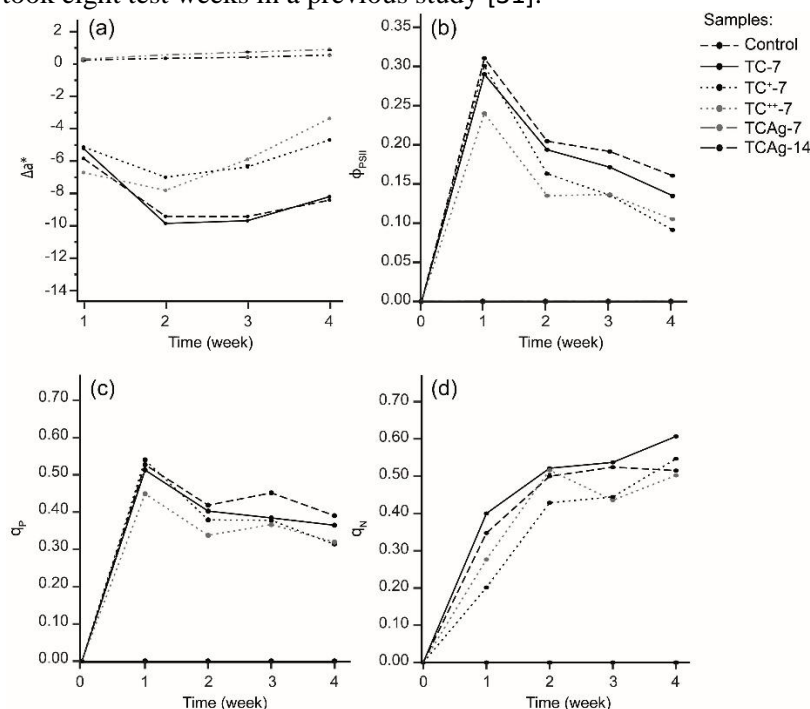 took eight test weeks in a previous study [31].
(a)
2
0
-2
-4
-6
-8
-10
-12
-14
Δa*
1
2
3
4
Time (week)
(b)
0.35
0.30
0.25
0.20
0.15
0.10
0.05
0.00
ϕPSII
0
1
2
3
4
Time (week)
Samples:
Control
TC-7
TC+-7
TC++-7
TCAg-7
TCAg-14
(c)
0.70
0.60
0.50
0.40
0.30
0.20
0.10
0.00
qP
0
1
2
3
4
Time (week)
(d)
0.70
0.60
0.50
0.40
0.30
0.20
0.10
0.00
qN
0
1
2
3
4
Time (week)